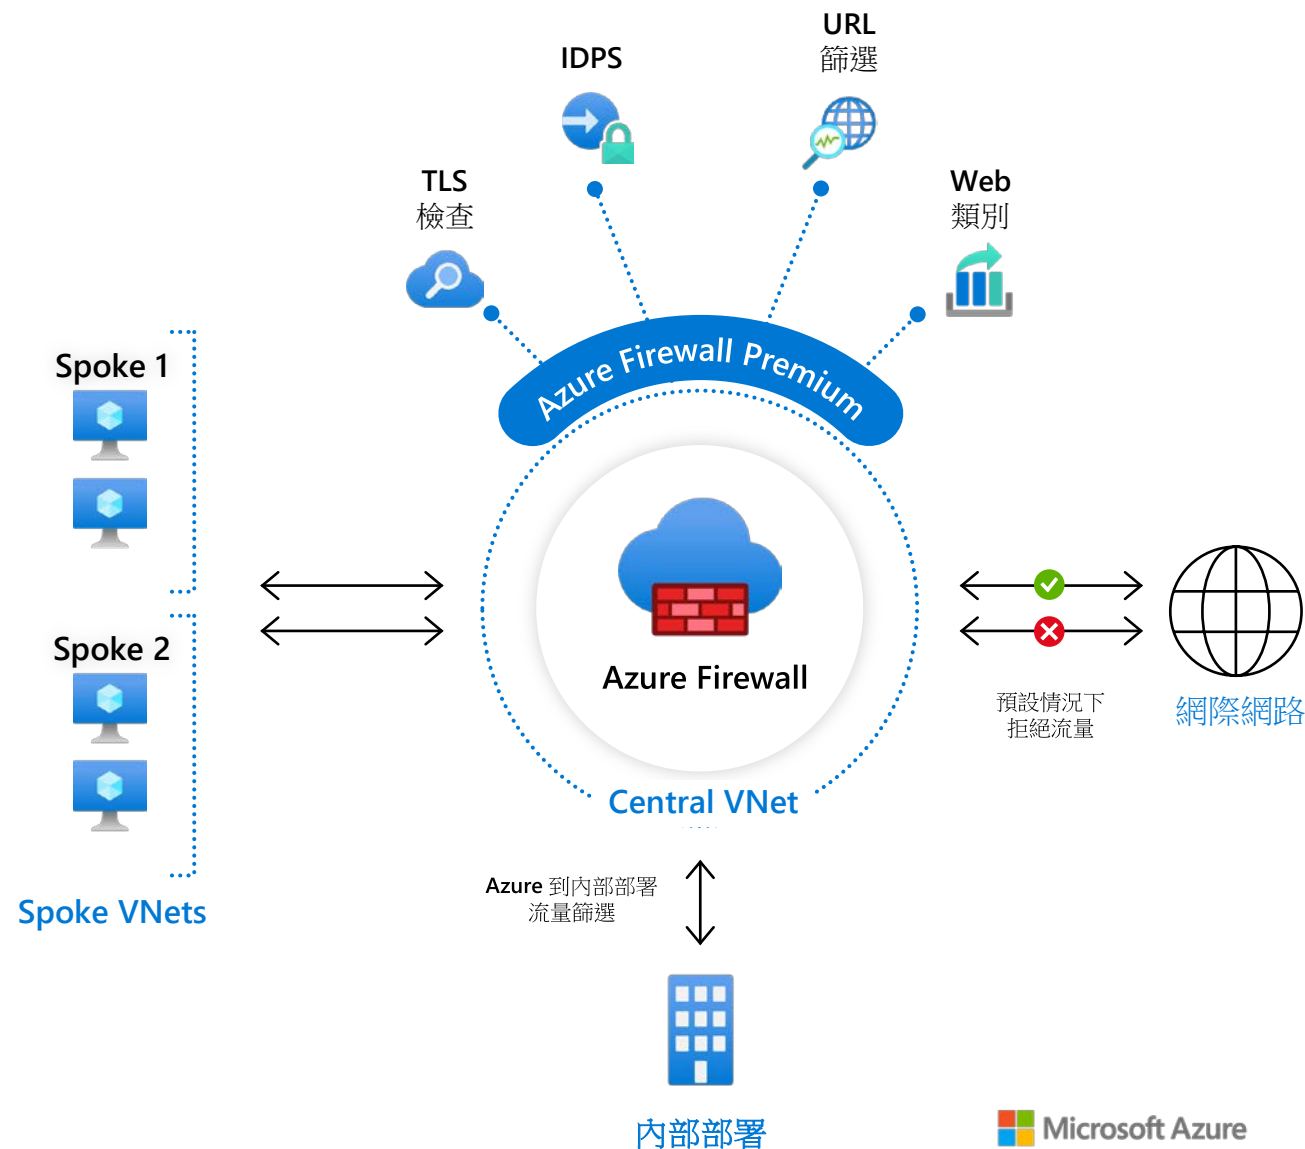 URL
篩選
IDPS
TLS
檢查
Web
類別
Azure Firewall Premium
Spoke 1
Spoke 2
Spoke VNets
Azure Firewall
Central VNet
預設情況下
拒絕流量
網際網路
Azure 到內部部署
流量篩選
內部部署
Microsoft Azure